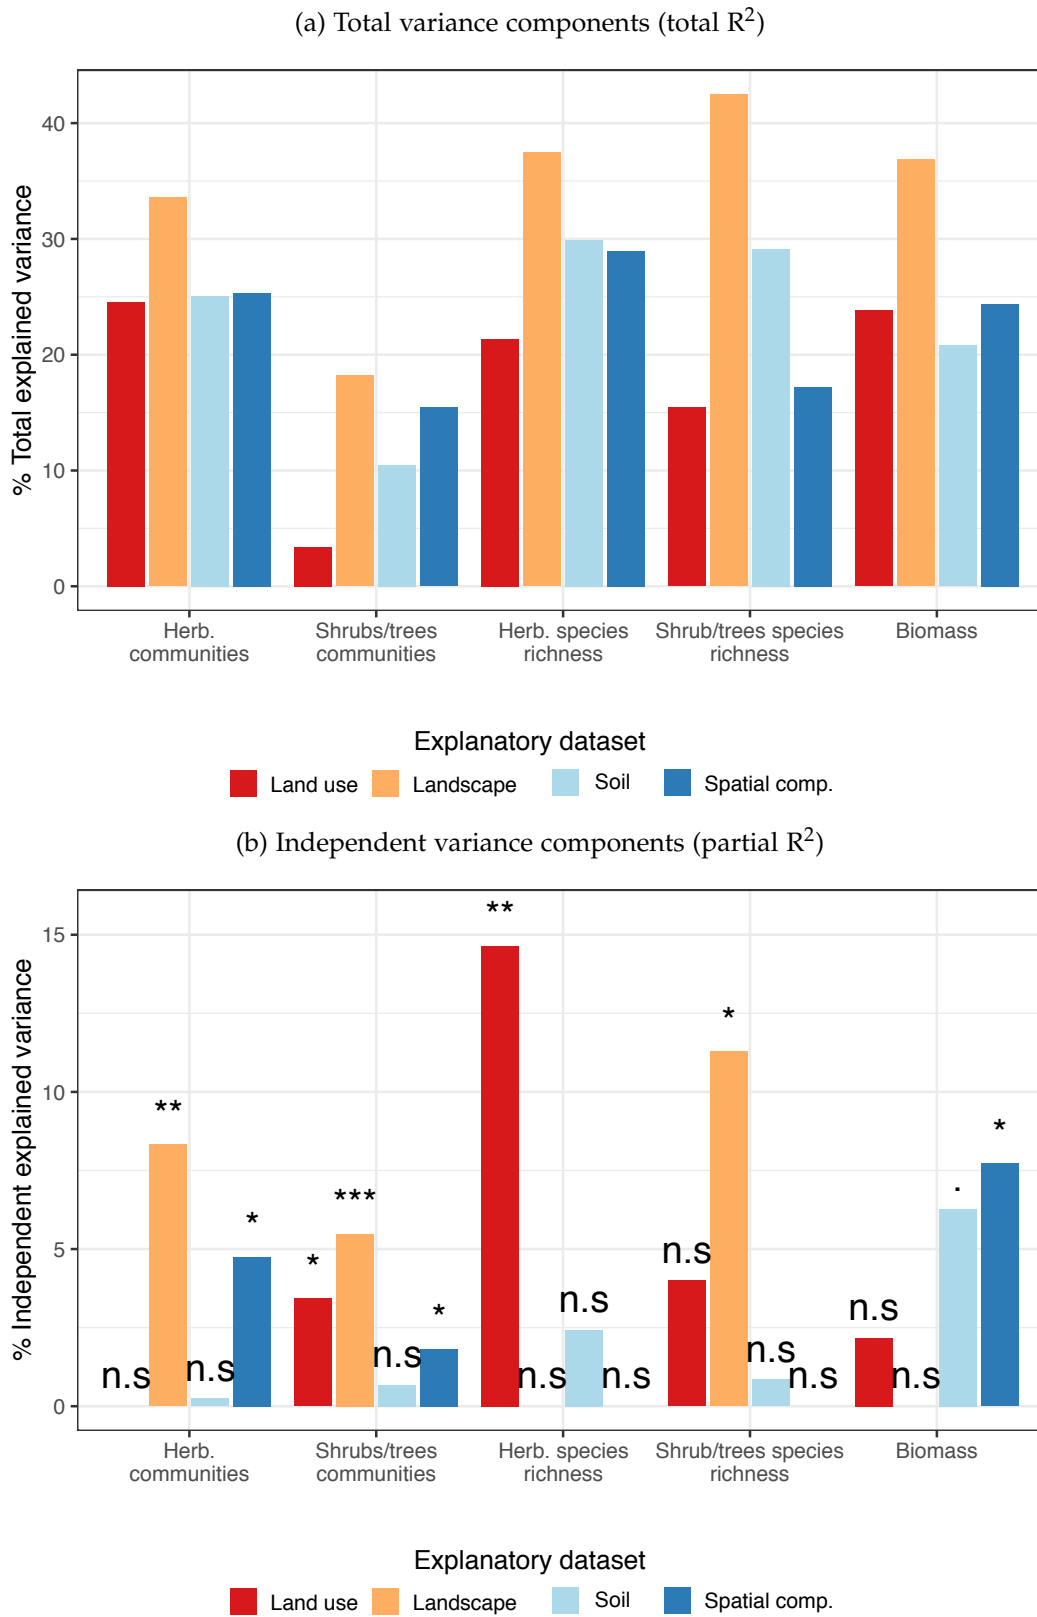 (a) Total variance components (total R²)
% Total explained variance
40
30
20
10
0
Herb.
communities
Shrubs/trees
communities
Herb. species
richness
Shrub/trees species
richness
Biomass
Explanatory dataset
Land use
Landscape
Soil
Spatial comp.
(b) Independent variance components (partial R²)
% Independent explained variance
15
10
5
0
n.s
**
n.s
*
*
***
n.s
*
**
n.s
n.s
n.s
n.s
*
n.s
n.s
n.s
n.s
.
*
Herb.
communities
Shrubs/trees
communities
Herb. species
richness
Shrub/trees species
richness
Biomass
Explanatory dataset
Land use
Landscape
Soil
Spatial comp.